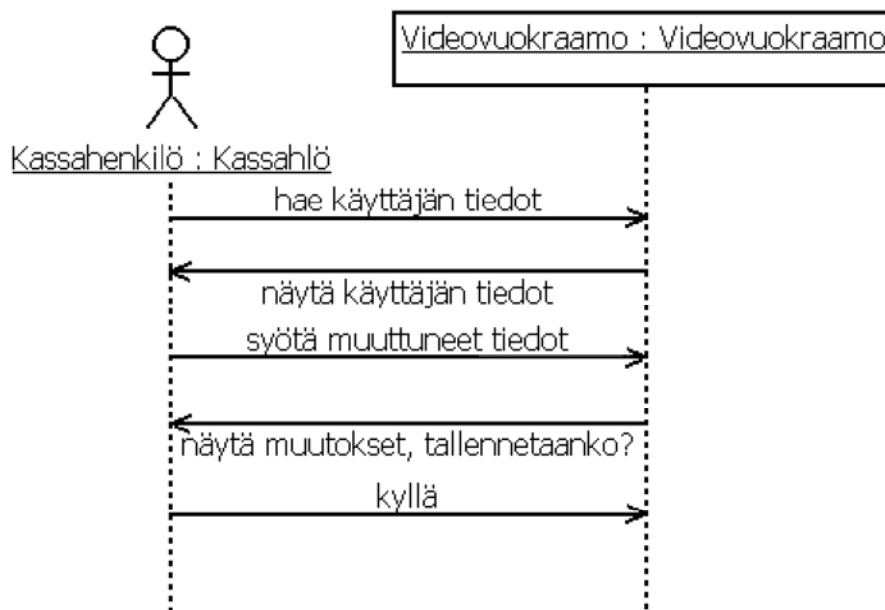 Videovuokraamo : Videovuokraamo
Kassahenkilö : Kassahlö
hae käyttäjän tiedot
näytä käyttäjän tiedot
syötä muuttuneet tiedot
näytä muutokset, tallennetaanko?
kyllä